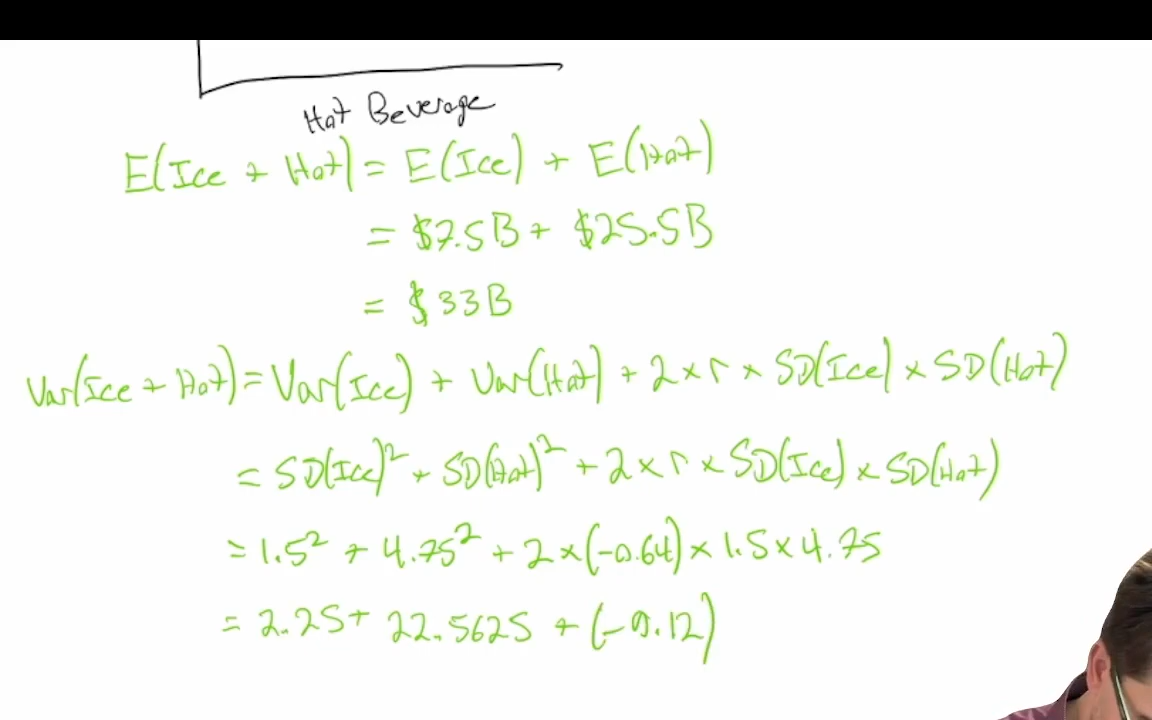 Hot Beverage
E(Ice + Hot) = E(Ice) + E(Hot)
= $7.5B + $25.5B
= $33B
Var(Ice + Hot) = Var(Ice) + Var(Hot) + 2 × r × SD(Ice) × SD(Hot)
= SD(Ice)² + SD(Hot)² + 2 × r × SD(Ice) × SD(Hot)
= 1.5² + 4.75² + 2 × (-0.64) × 1.5 × 4.75
= 2.25 + 22.5625 + (-9.12)